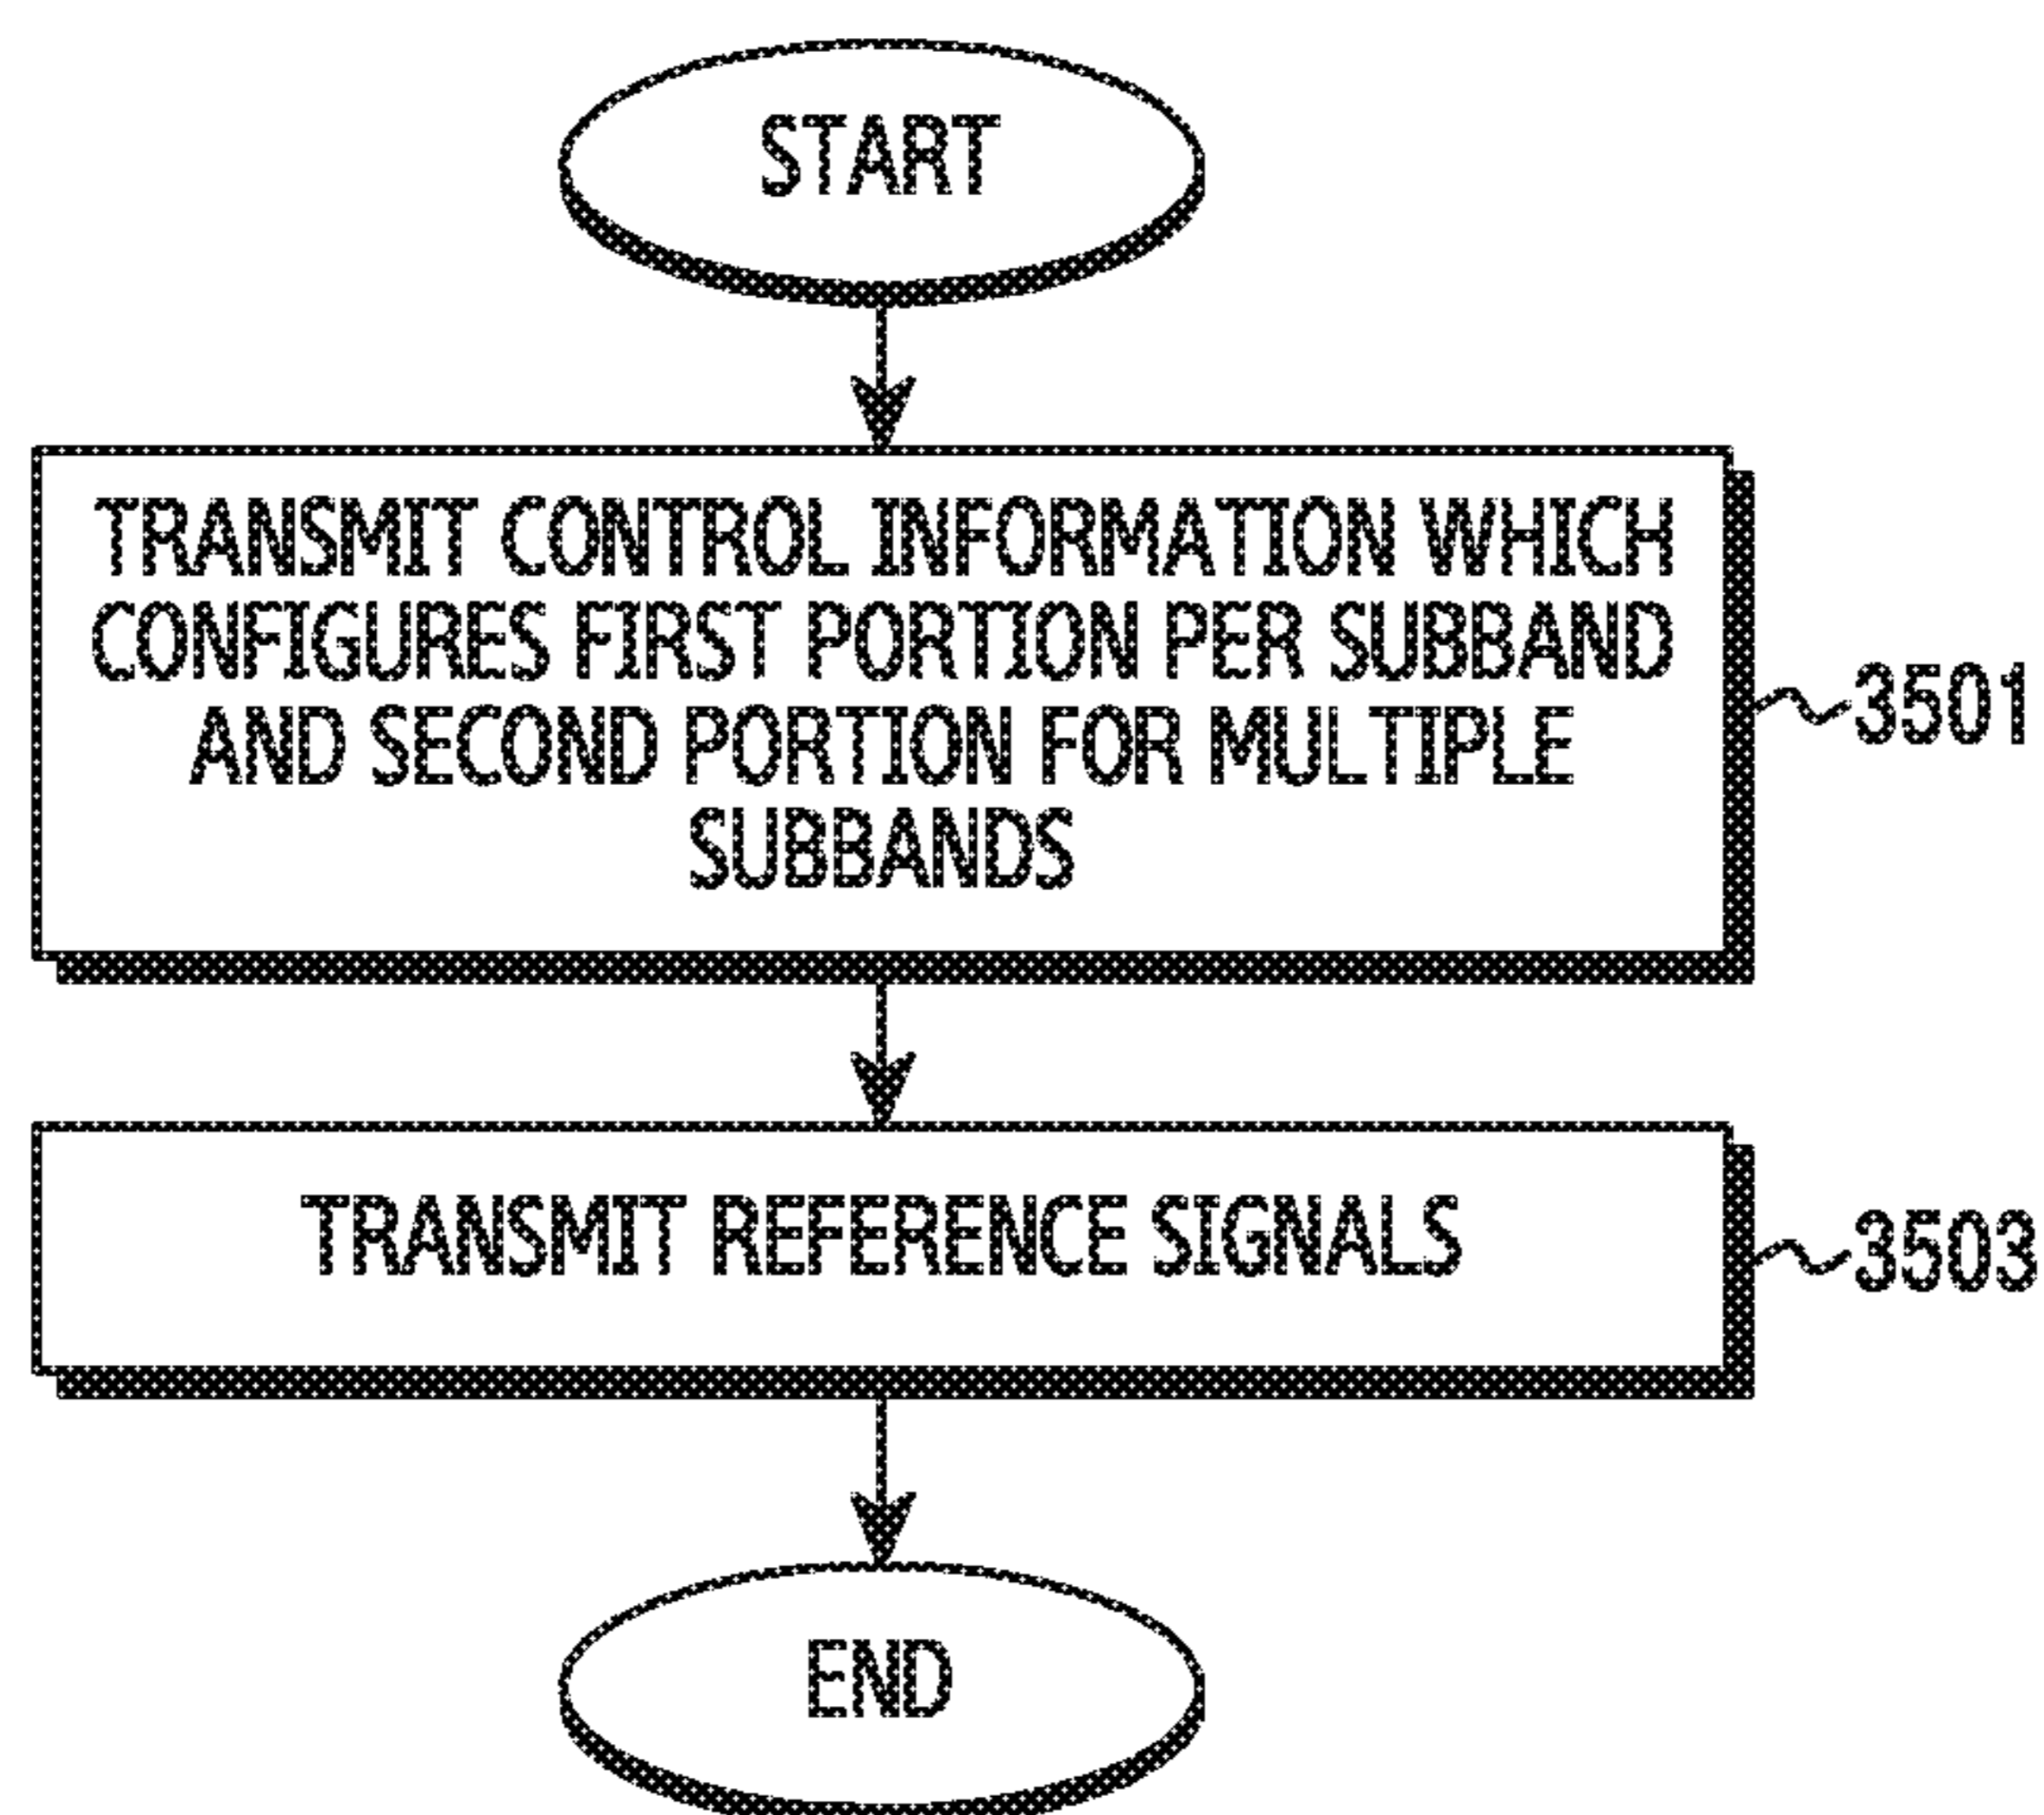 START
TRANSMIT CONTROL INFORMATION WHICH
CONFIGURES FIRST PORTION PER SUBBAND
AND SECOND PORTION FOR MULTIPLE
SUBBANDS
3501
TRANSMIT REFERENCE SIGNALS
3503
END